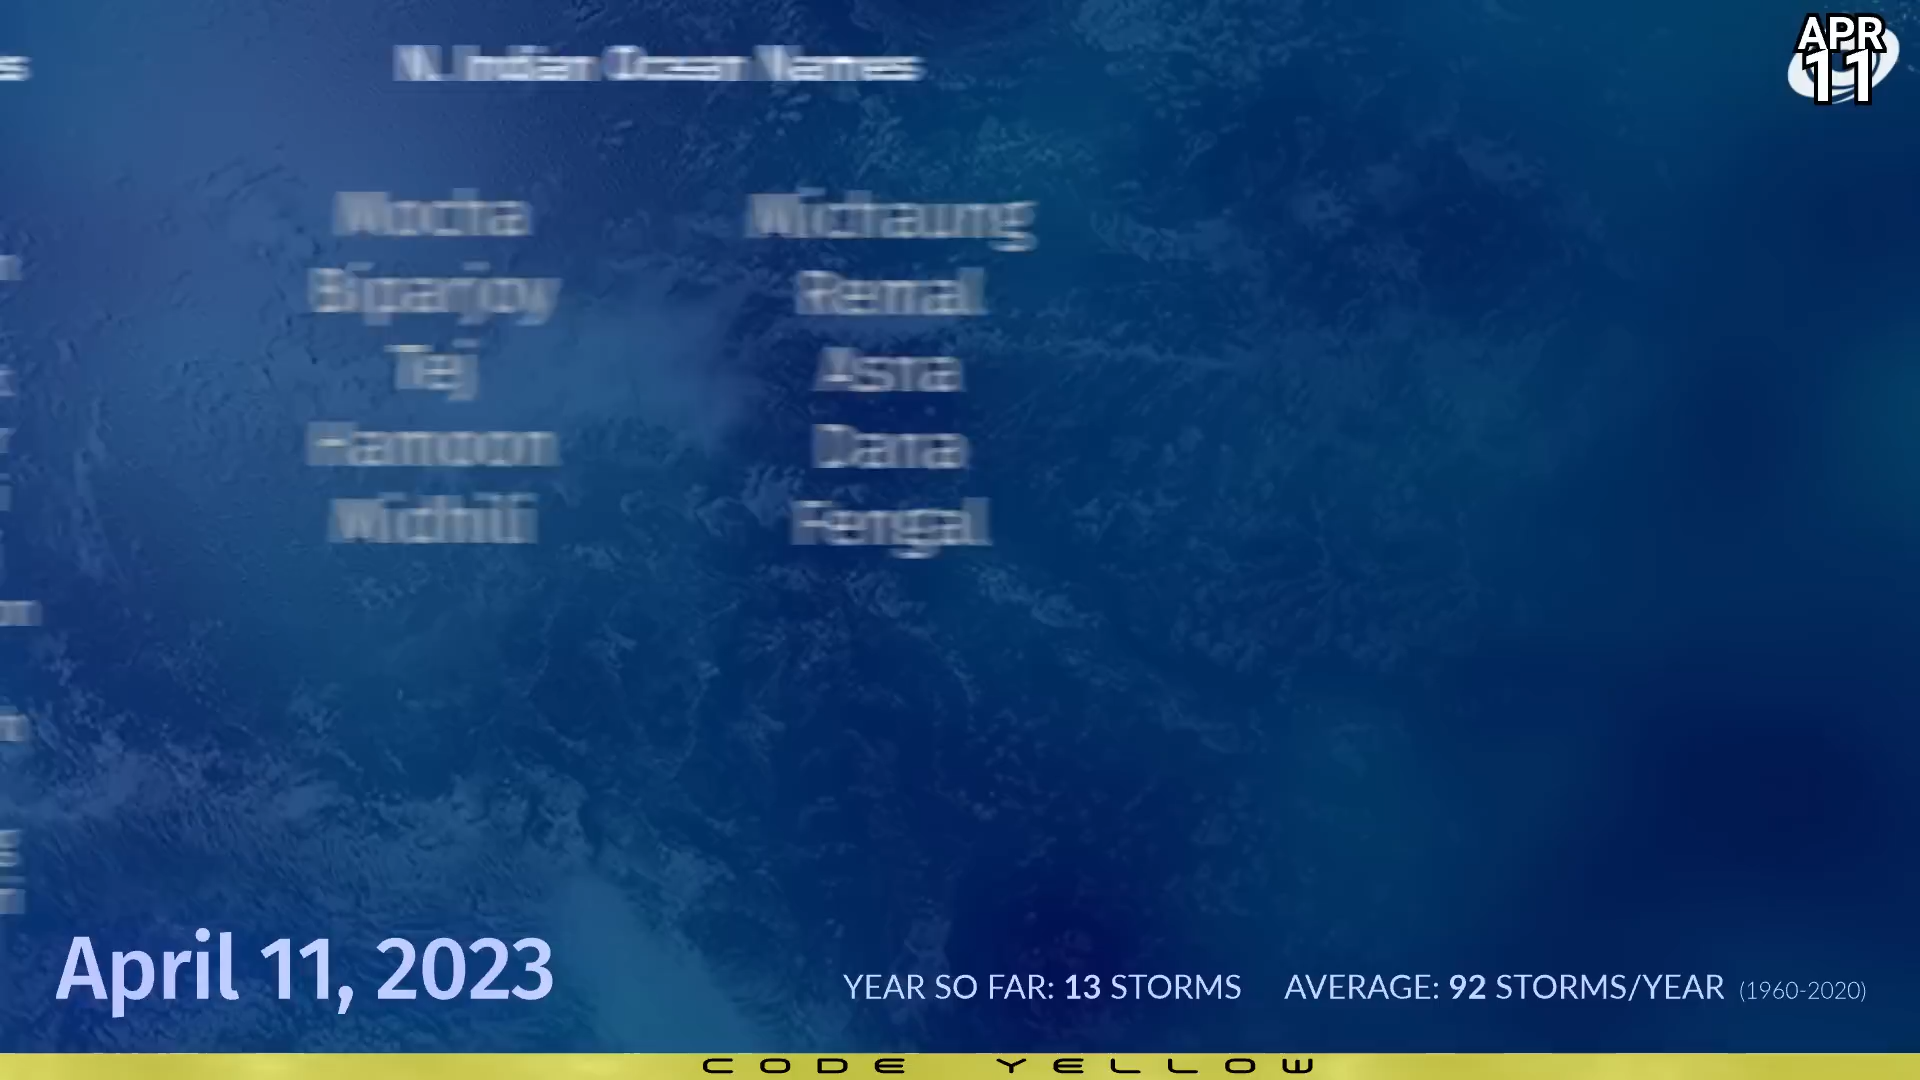 APR
11
N. Indian Ocean Names
Mocha
Biparjoy
Tej
Hamoon
Midhili
Michaung
Remal
Asna
Dana
Fengal
April 11, 2023
YEAR SO FAR: 13 STORMS AVERAGE: 92 STORMS/YEAR (1960-2020)
CODE YELLOW